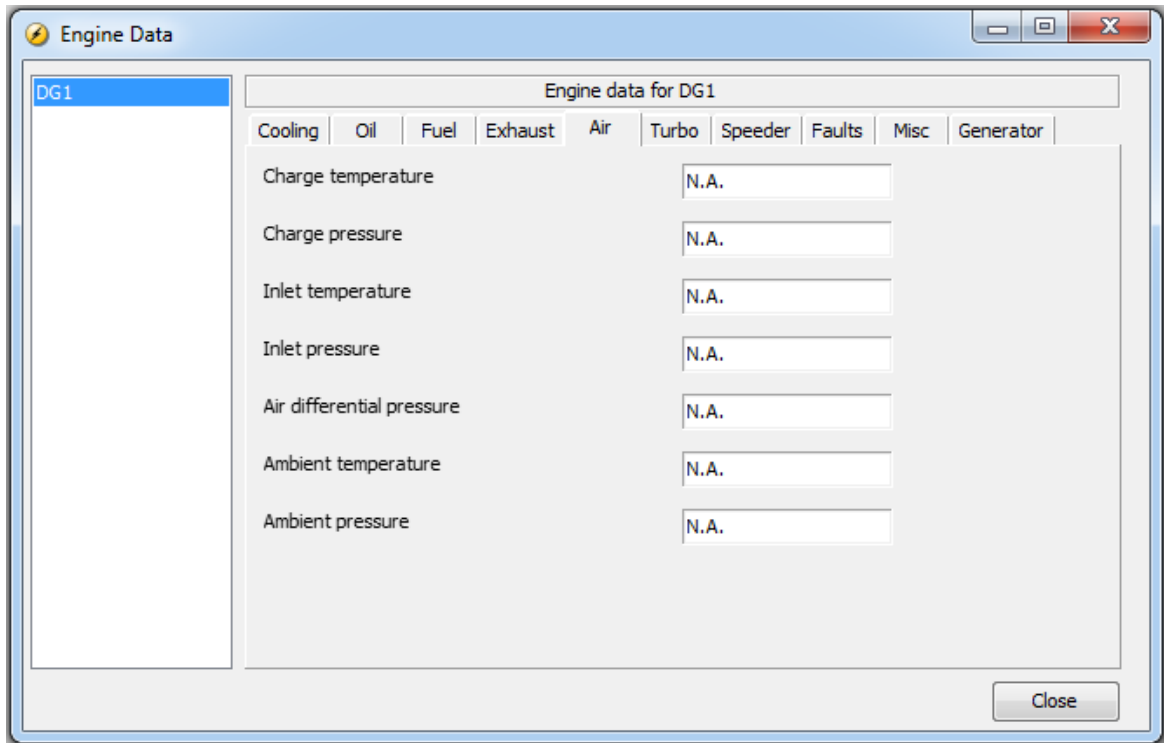 Engine Data
DG1
Engine data for DG1
Cooling Oil Fuel Exhaust Air Turbo Speeder Faults Misc Generator
Charge temperature N.A.
Charge pressure N.A.
Inlet temperature N.A.
Inlet pressure N.A.
Air differential pressure N.A.
Ambient temperature N.A.
Ambient pressure N.A.
Close